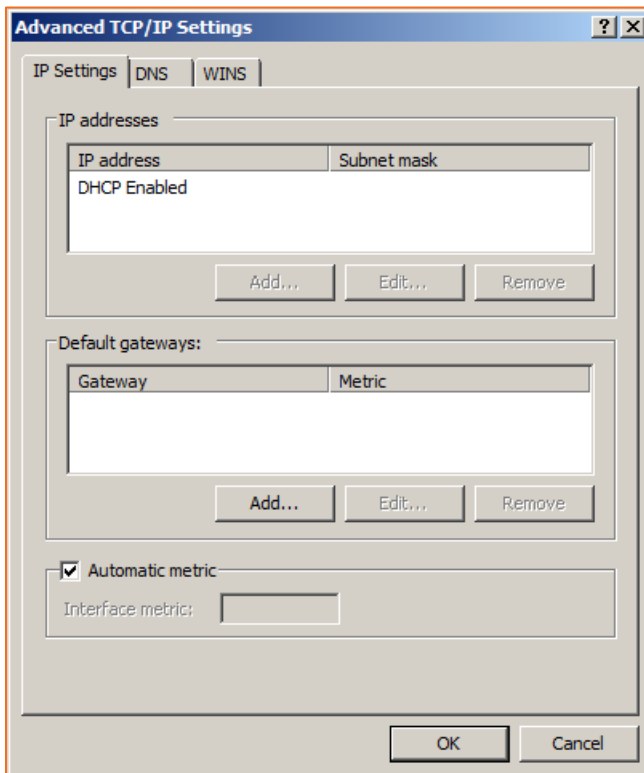 Advanced TCP/IP Settings
IP Settings DNS WINS
IP addresses
IP address Subnet mask
DHCP Enabled
Add... Edit... Remove
Default gateways:
Gateway Metric
Add... Edit... Remove
Automatic metric
Interface metric:
OK Cancel